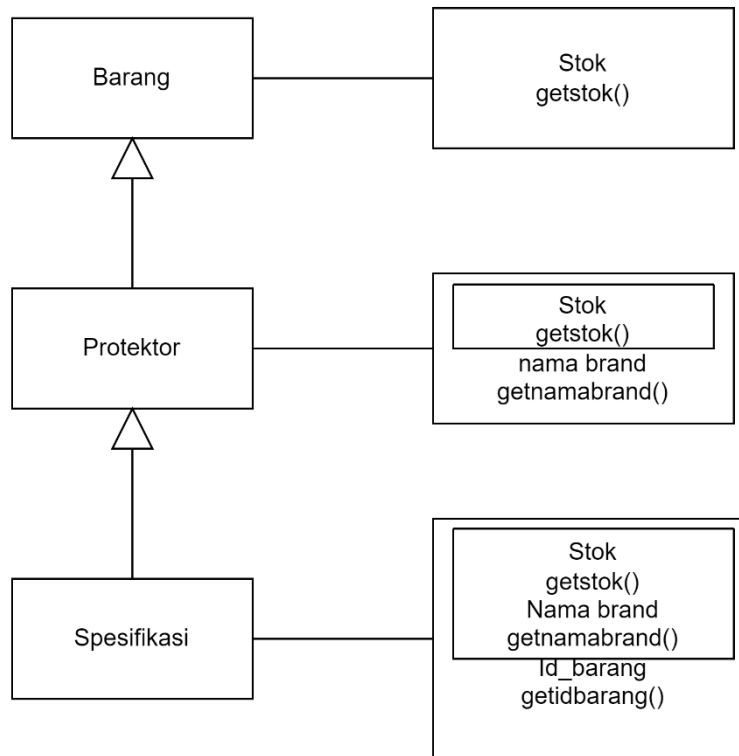 Barang
Stok
getstok()
Protektor
Stok
getstok()
nama brand
getnamabrand()
Spesifikasi
Stok
getstok()
Nama brand
getnamabrand()
Id_barang
getidbarang()